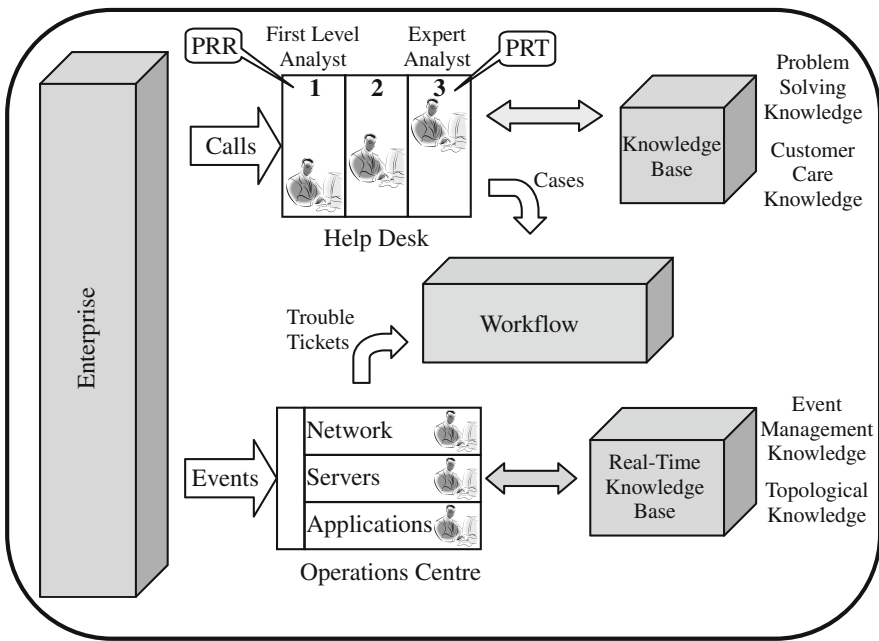 PRR
First Level
Analyst
Expert
Analyst
PRT
1
2
3
Calls
Help Desk
Cases
Knowledge
Base
Problem
Solving
Knowledge
Customer
Care
Knowledge
Enterprise
Workflow
Trouble
Tickets
Events
Network
Servers
Applications
Operations Centre
Real-Time
Knowledge
Base
Event
Management
Knowledge
Topological
Knowledge